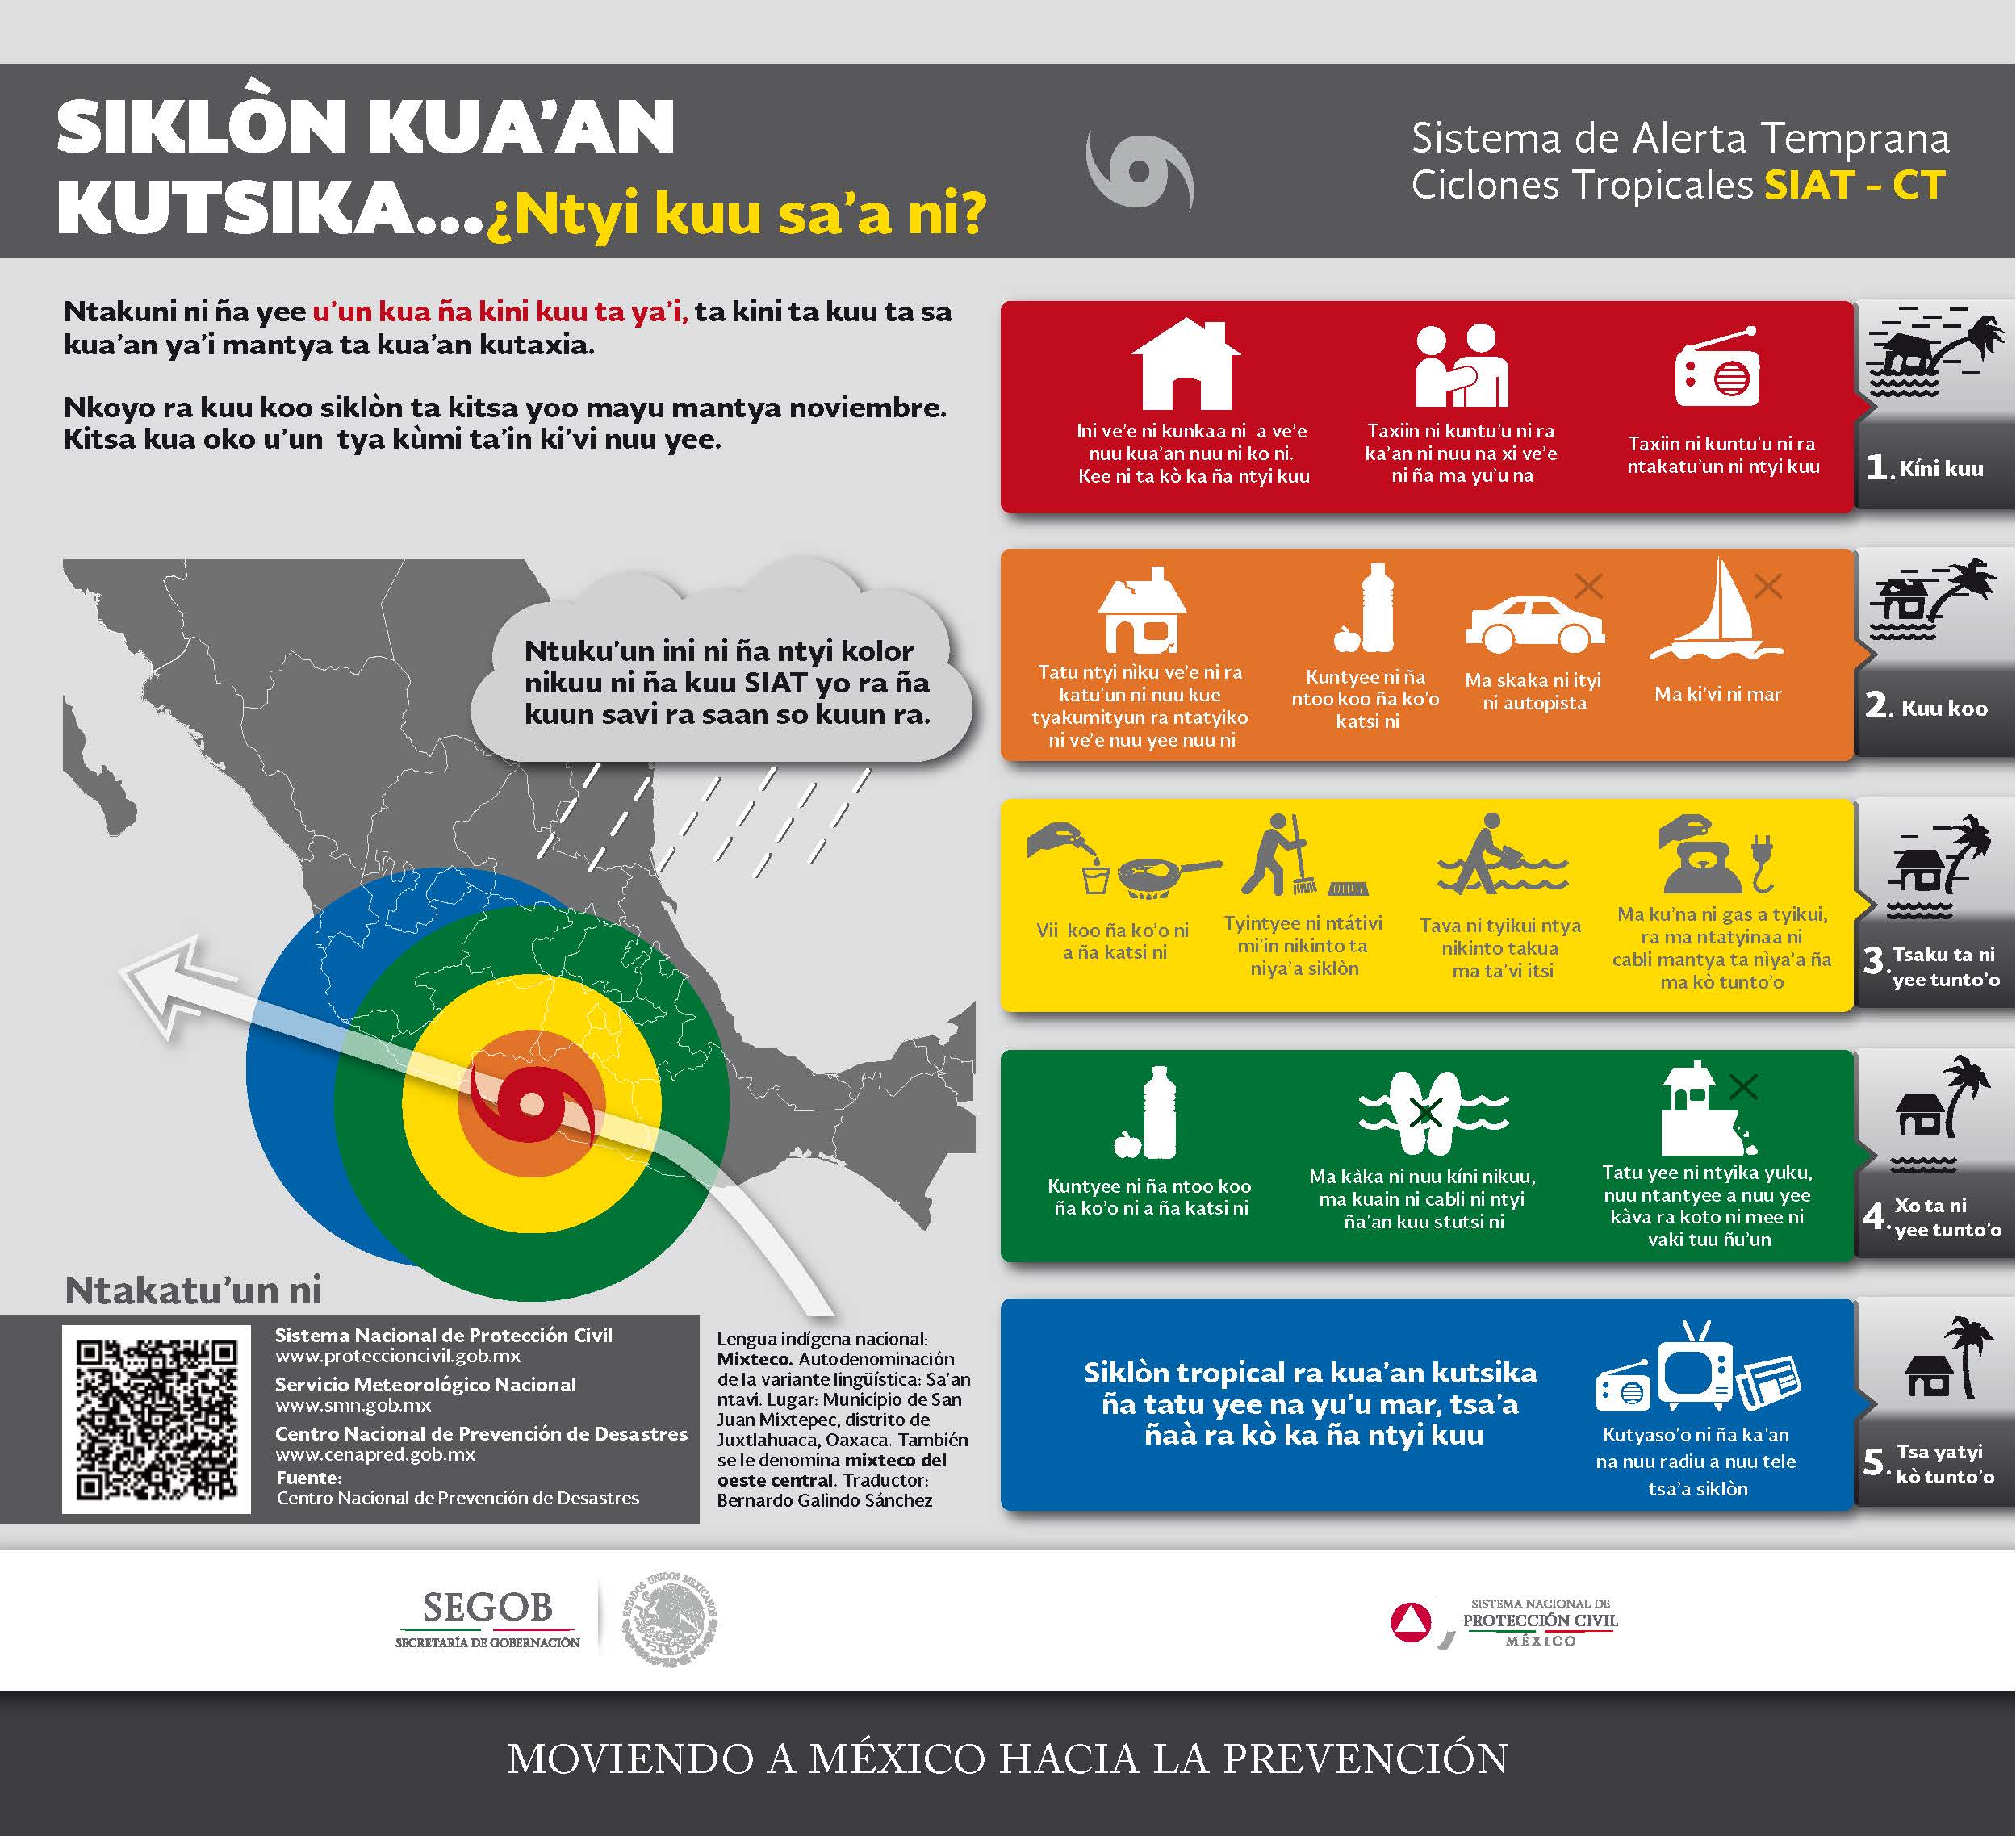 SIKLÒN KUA'AN
KUTSIKA...¿Ntyi kuu sa'a ni?
Sistema de Alerta Temprana
Ciclones Tropicales SIAT - CT
Ntakuni ni ña yee u'un kua ña kini kuu ta ya'i, ta kini ta kuu ta sa
kua'an ya'i mantya ta kua'an kutaxia.
Nkoyo ra kuu koo siklòn ta kitsa yoo mayu mantya noviembre.
Kitsa kua oko u'un tya kùmi ta'in ki'vi nuu yee.
Ntuku'un ini ni ña ntyi kolor
nikuu ni ña kuu SIAT yo ra ña
kuun savi ra saan so kuun ra.
Ini ve'e ni kunkaa ni a ve'e
nuu kua'an nuu ni ko ni.
Kee ni ta kò ka ña ntyi kuu
Taxiin ni kuntu'u ni ra
ka'an ni nuu na xi ve'e
ni ña ma yu'u na
Taxiin ni kuntu'u ni ra
ntakatu'un ni ntyi kuu
1. Kíni kuu
Tatu ntyi nìku ve'e ni ra
katu'un ni nuu kue
tyakumityun ra ntatyiko
ni ve'e nuu yee nuu ni
Kuntyee ni ña
ntoo koo ña ko'o
katsi ni
Ma skaka ni ityi
ni autopista
Ma ki'vi ni mar
2. Kuu koo
Vii koo ña ko'o ni
a ña katsi ni
Tyintyee ni ntátivi
mi'in nikinto ta
niya'a siklòn
Tava ni tyikui ntya
nikinto takua
ma ta'vi itsi
Ma ku'na ni gas a tyikui,
ra ma ntatyinaa ni
cabli mantya ta nìya'a ña
ma kò tunto'o
3. Tsaku ta ni
yee tunto'o
Kuntyee ni ña ntoo koo
ña ko'o ni a ña katsi ni
Ma kàka ni nuu kíni nikuu,
ma kuain ni cabli ni ntyi
ña'an kuu stutsi ni
Tatu yee ni ntyika yuku,
nuu ntantyee a nuu yee
kàva ra koto ni mee ni
vaki tuu ñu'un
4. Xo ta ni
yee tunto'o
Siklòn tropical ra kua'an kutsika
ña tatu yee na yu'u mar, tsa'a
ñaà ra kò ka ña ntyi kuu
Kutyaso'o ni ña ka'an
na nuu radiu a nuu tele
tsa'a siklòn
5. Tsa yatyi
kò tunto'o
Ntakatu'un ni
Sistema Nacional de Protección Civil
www.proteccioncivil.gob.mx
Servicio Meteorológico Nacional
www.smn.gob.mx
Centro Nacional de Prevención de Desastres
www.cenapred.gob.mx
Fuente:
Centro Nacional de Prevención de Desastres
Lengua indígena nacional:
Mixteco. Autodenominación
de la variante lingüística: Sa'an
ntavi. Lugar: Municipio de San
Juan Mixtepec, distrito de
Juxtlahuaca, Oaxaca. También
se le denomina mixteco del
oeste central. Traductor:
Bernardo Galindo Sánchez
SEGOB
SECRETARÍA DE GOBERNACIÓN
ESTADOS UNIDOS MEXICANOS
SISTEMA NACIONAL DE
PROTECCIÓN CIVIL
MÉXICO
MOVIENDO A MÉXICO HACIA LA PREVENCIÓN